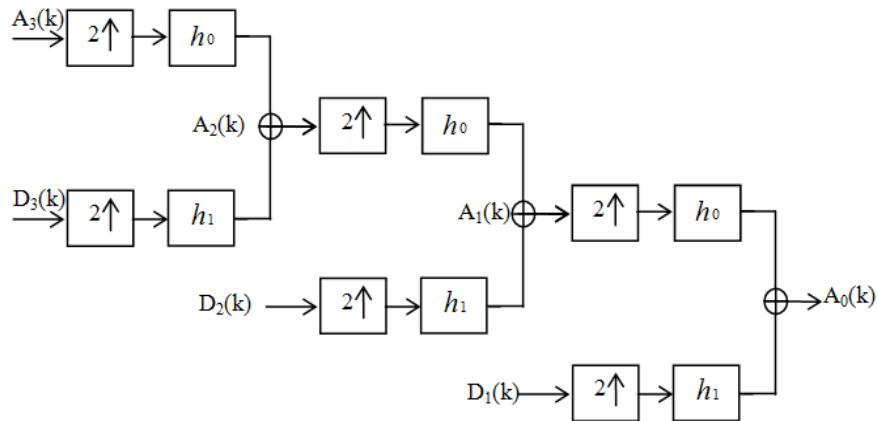 A₃(k)
2↑ h₀
A₂(k) 2↑ h₀
D₃(k)
2↑ h₁
A₁(k) 2↑ h₀
D₂(k) 2↑ h₁
A₀(k)
D₁(k) 2↑ h₁